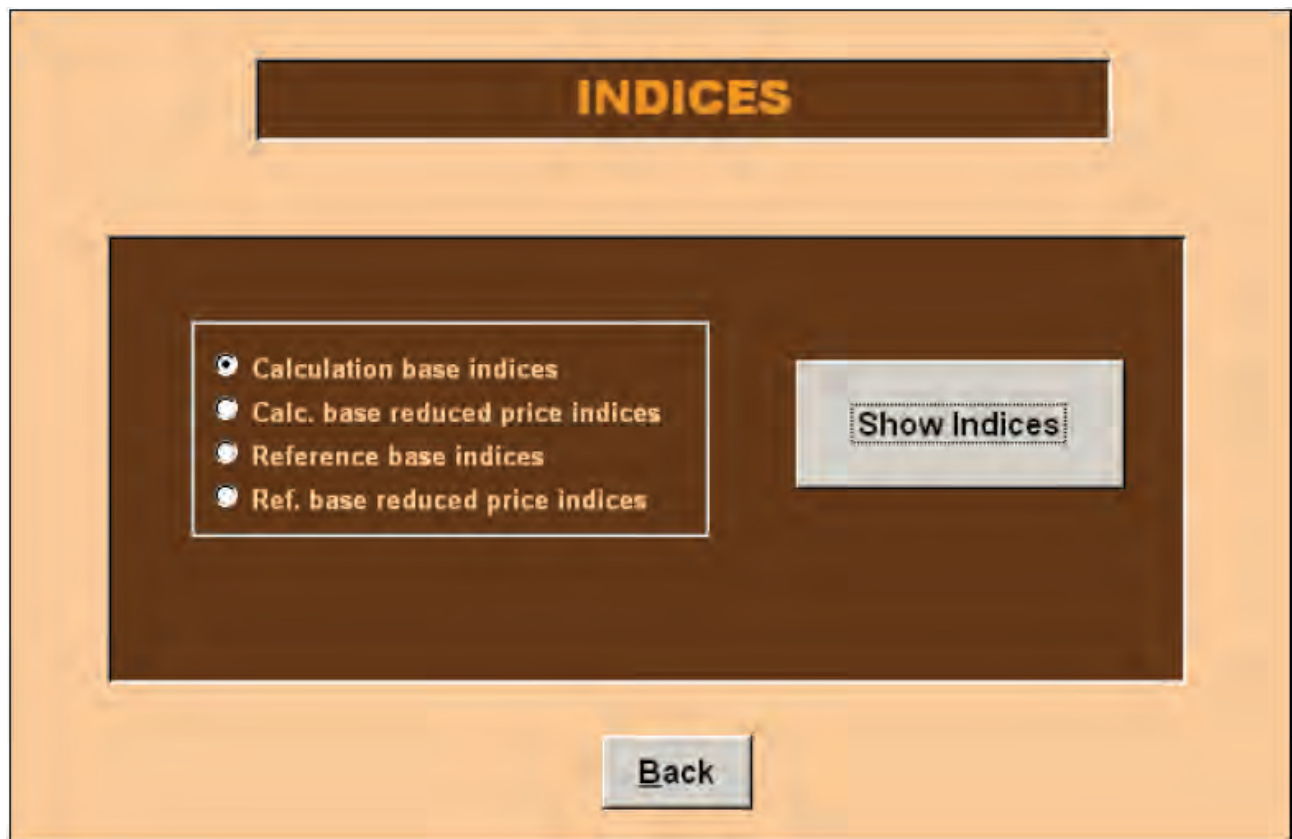 INDICES
Calculation base indices
Calc. base reduced price indices
Reference base indices
Ref. base reduced price indices
Show Indices
Back